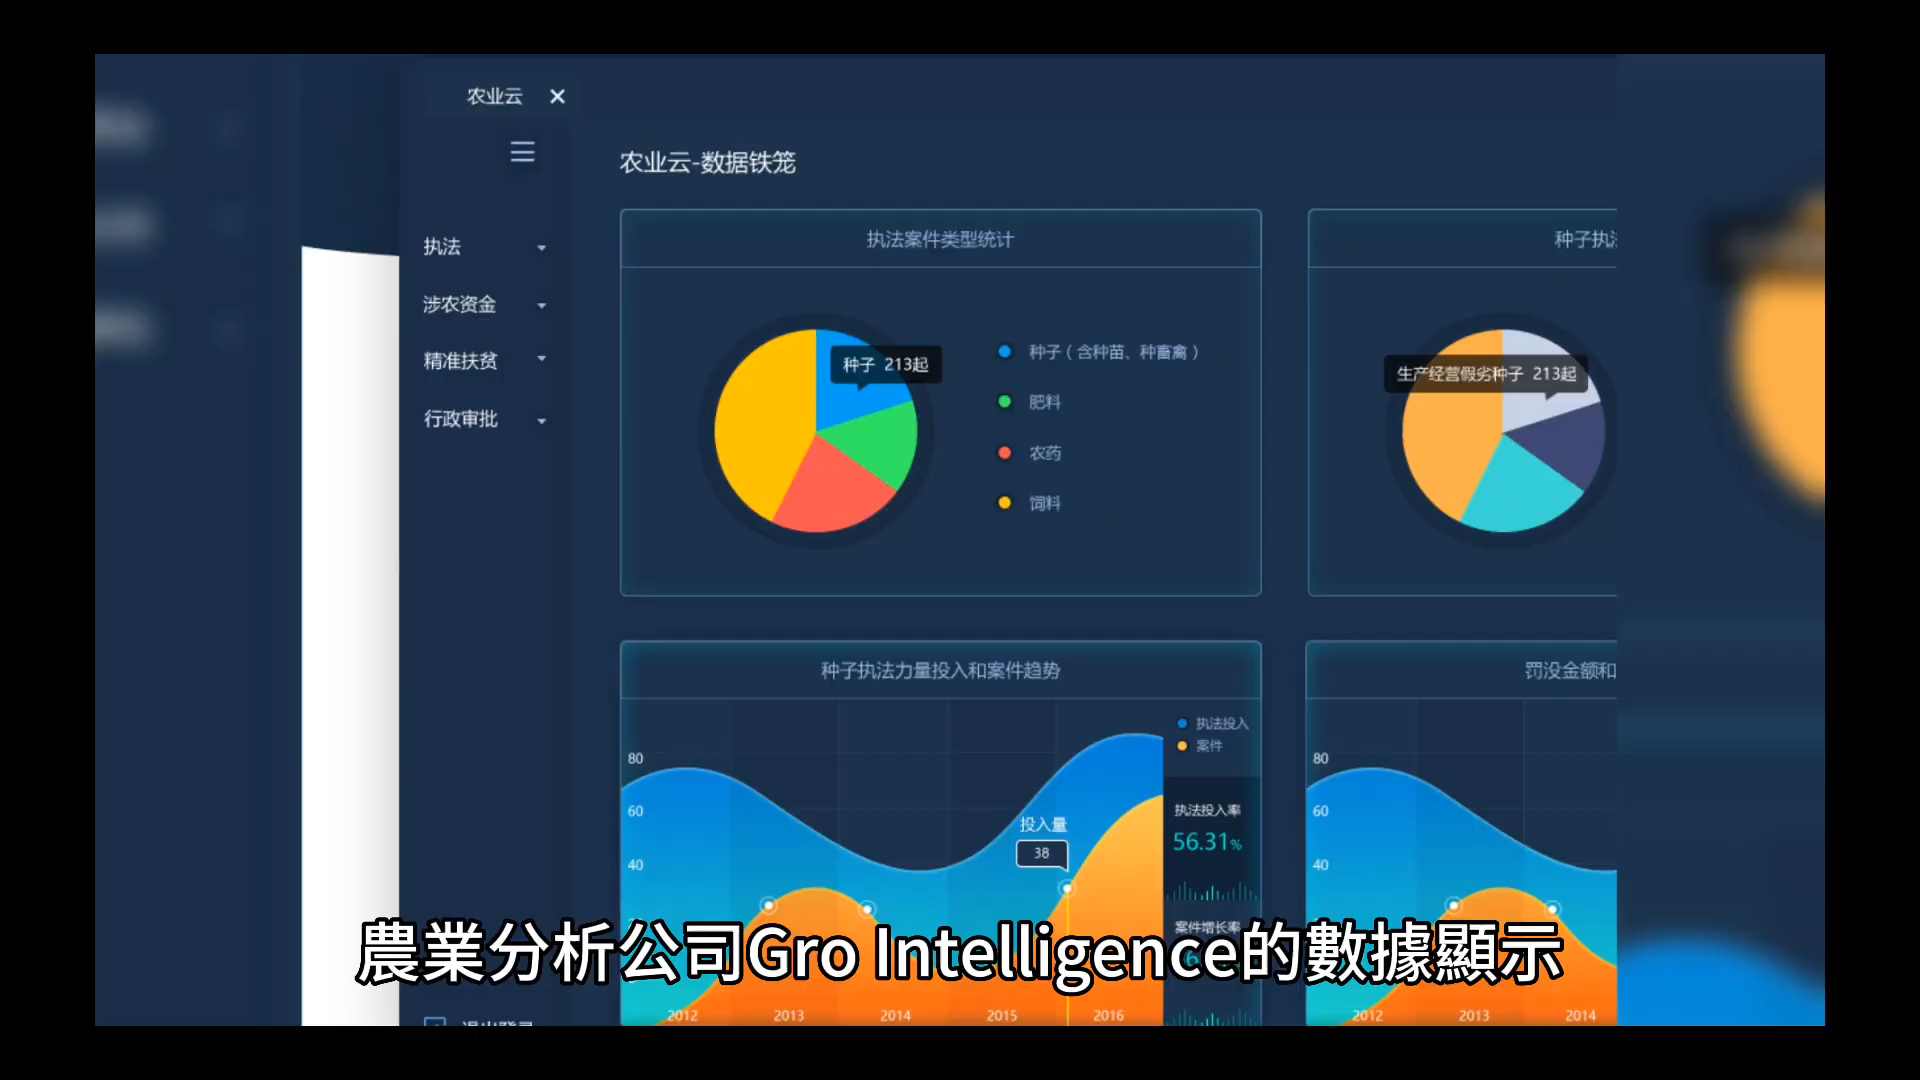 农业云 ×
农业云-数据铁笼
执法
涉农资金
精准扶贫
行政审批
执法案件类型统计
种子 213起
种子（含种苗、种畜禽）
肥料
农药
饲料
种子执法
生产经营假劣种子 213起
种子执法力量投入和案件趋势
执法投入
案件
80
60
40
投入量
38
执法投入率
56.31%
案件增长率
2012 2013 2014 2015 2016
罚没金额和
80
60
40
2012 2013 2014
農業分析公司Gro Intelligence的數據顯示